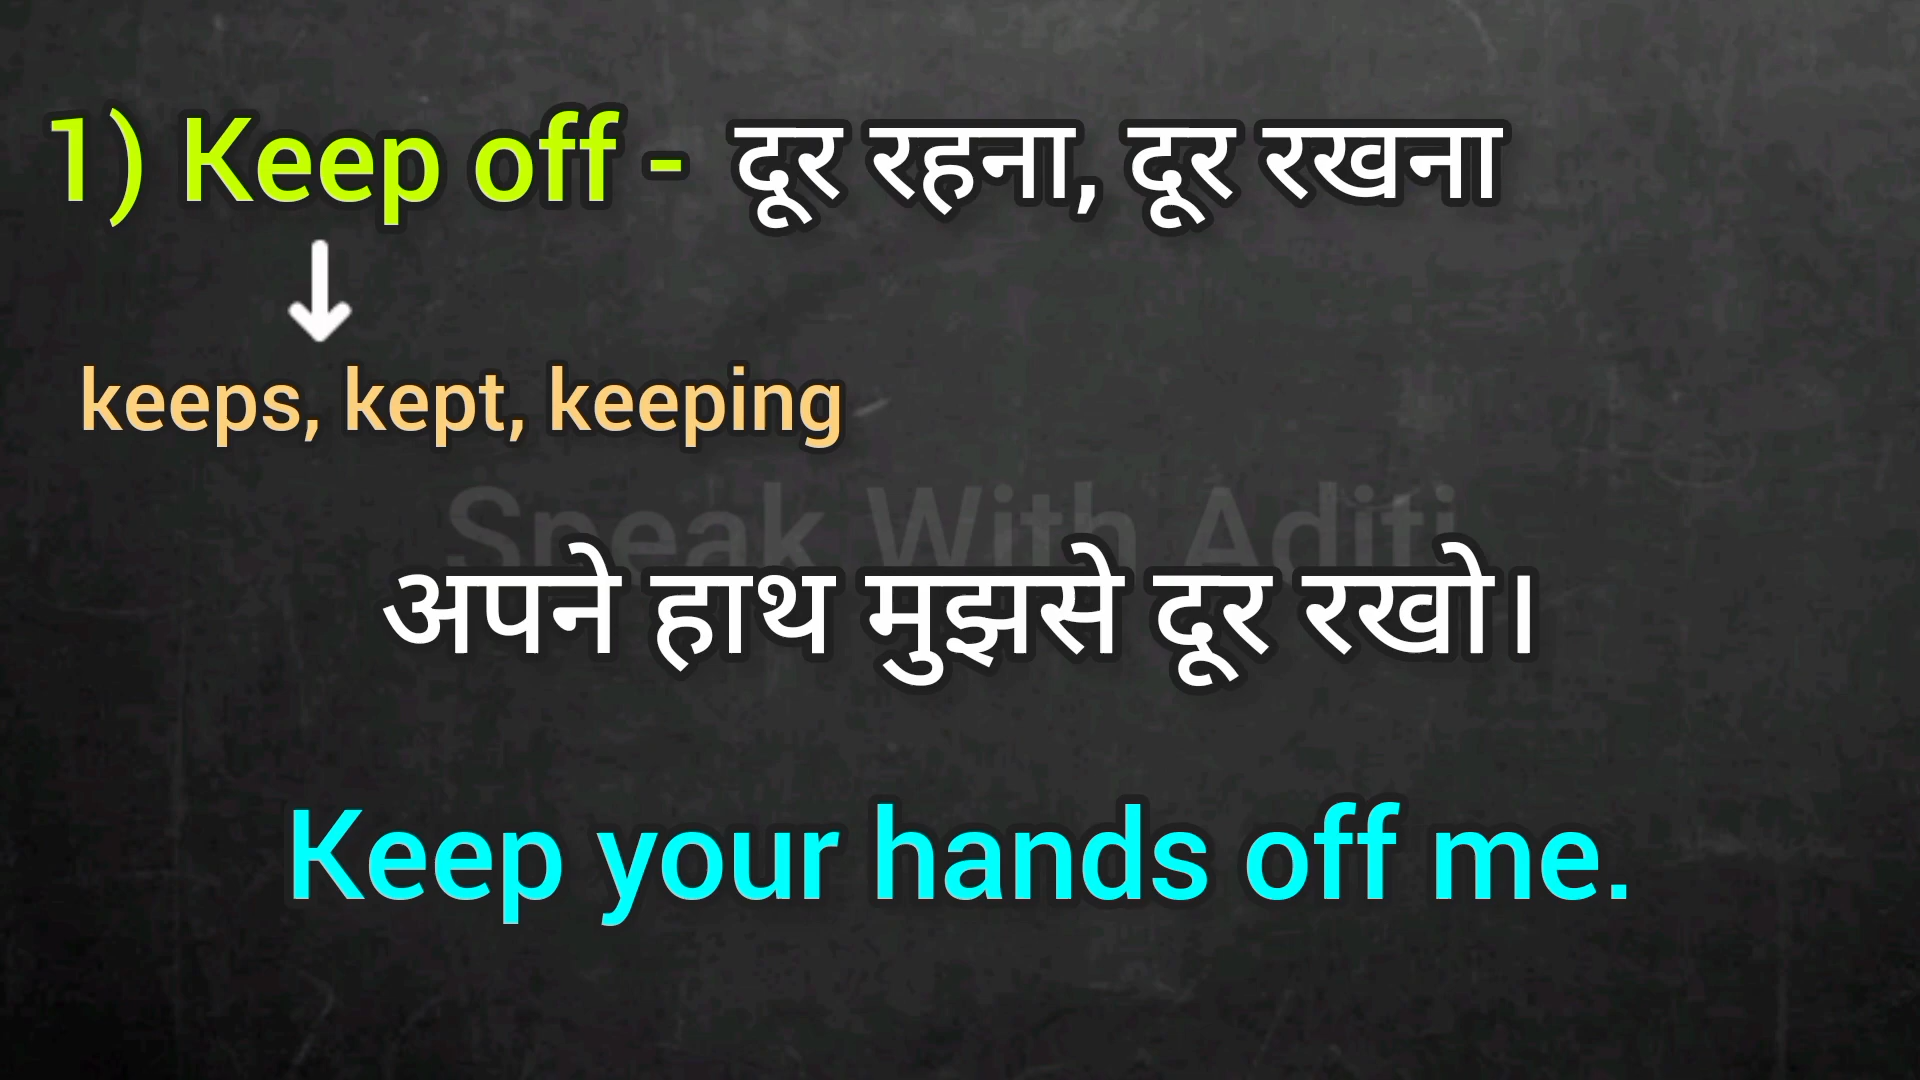 1) Keep off - दूर रहना, दूर रखना
keeps, kept, keeping
Speak With Aditi
अपने हाथ मुझसे दूर रखो।
Keep your hands off me.